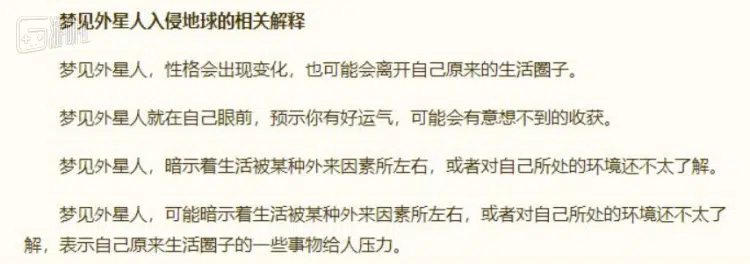 梦见外星人入侵地球的相关解释
梦见外星人，性格会出现变化，也可能会离开自己原来的生活圈子。
梦见外星人就在自己眼前，预示你有好运气，可能会有意想不到的收获。
梦见外星人，暗示着生活被某种外来因素所左右，或者对自己所处的环境还不太了解。
梦见外星人，可能暗示着生活被某种外来因素所左右，或者对自己所处的环境还不太了
解，表示自己原来生活圈子的一些事物给人压力。